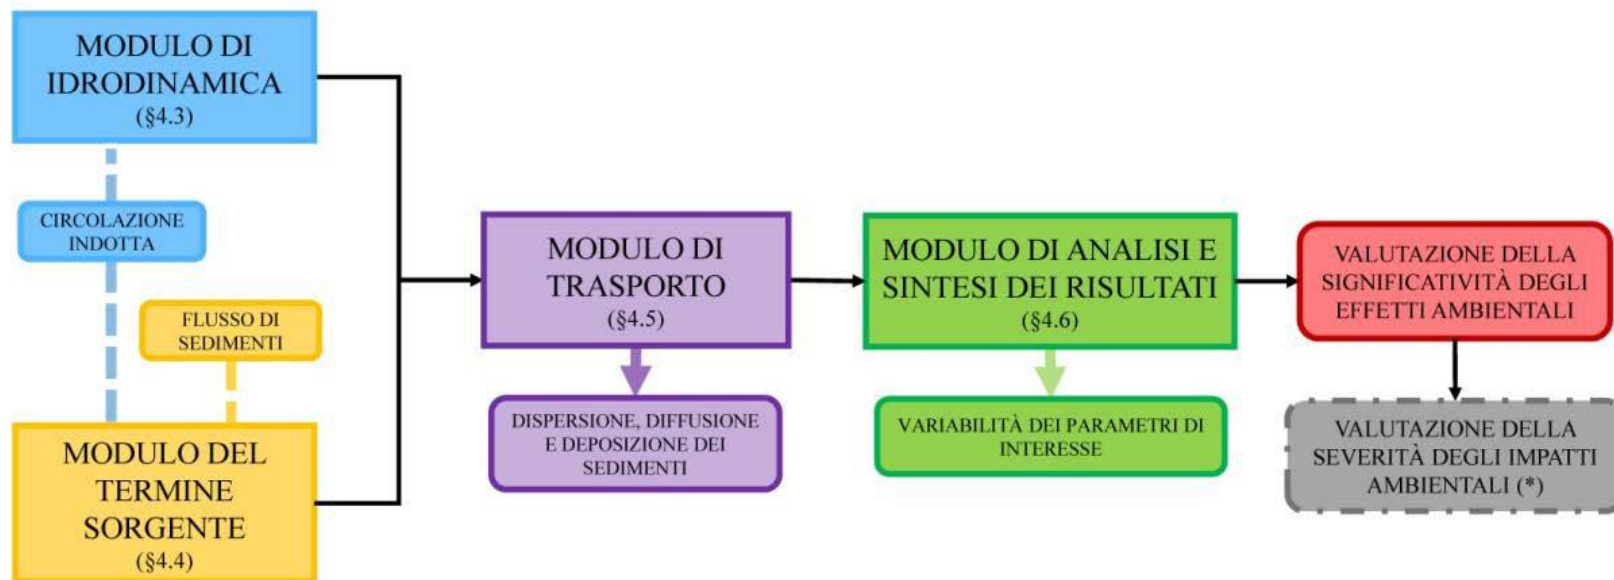 MODULO DI
IDRODINAMICA
(§4.3)
CIRCOLAZIONE
INDOTTA
FLUSSO DI
SEDIMENTI
MODULO DEL
TERMINE
SORGENTE
(§4.4)
MODULO DI
TRASPORTO
(§4.5)
DISPERSIONE, DIFFUSIONE
E DEPOSIZIONE DEI
SEDIMENTI
MODULO DI ANALISI E
SINTESI DEI RISULTATI
(§4.6)
VARIABILITÀ DEI PARAMETRI DI
INTERESSE
VALUTAZIONE DELLA
SIGNIFICATIVITÀ DEGLI
EFFETTI AMBIENTALI
VALUTAZIONE DELLA
SEVERITÀ DEGLI IMPATTI
AMBIENTALI (*)